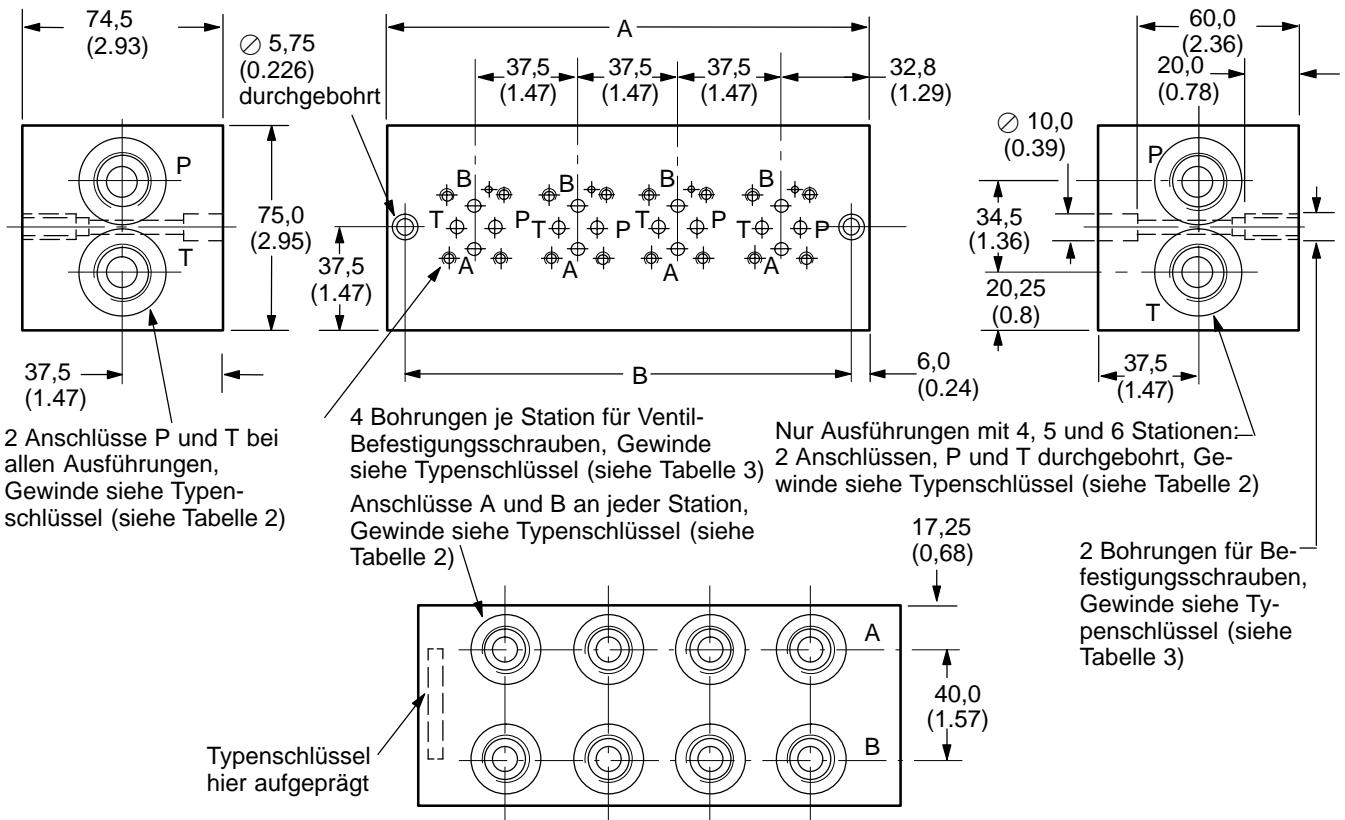 74,5
(2.93)
∅ 5,75
(0.226)
durchgebohrt
A
37,5
(1.47)
37,5
(1.47)
37,5
(1.47)
32,8
(1.29)
60,0
(2.36)
20,0
(0.78)
∅ 10,0
(0.39)
P
T
75,0
(2.95)
37,5
(1.47)
B
B
B
B
T
P
T
P
T
P
T
P
A
A
A
A
P
T
34,5
(1.36)
20,25
(0.8)
37,5
(1.47)
B
6,0
(0.24)
37,5
(1.47)
2 Anschlüsse P und T bei
allen Ausführungen,
Gewinde siehe Typen-
schlüssel (siehe Tabelle 2)
4 Bohrungen je Station für Ventil-
Befestigungsschrauben, Gewinde
siehe Typenschlüssel (siehe Tabelle 3)
Anschlüsse A und B an jeder Station,
Gewinde siehe Typenschlüssel (siehe
Tabelle 2)
Nur Ausführungen mit 4, 5 und 6 Stationen:
2 Anschlüssen, P und T durchgebohrt, Ge-
winde siehe Typenschlüssel (siehe Tabelle 2)
2 Bohrungen für Be-
festigungsschrauben,
Gewinde siehe Ty-
penschlüssel (siehe
Tabelle 3)
17,25
(0,68)
A
40,0
(1.57)
B
Typenschlüssel
hier aufgeprägt